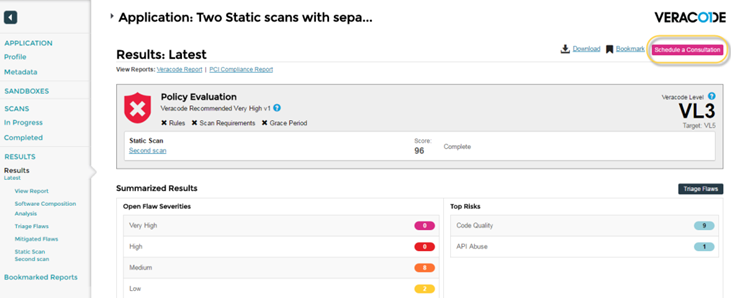 Application: Two Static scans with sepa...
VERACODE
APPLICATION
Profile
Metadata
SANDBOXES
SCANS
In Progress
Completed
RESULTS
Results
Latest
View Report
Software Composition
Analysis
Triage Flaws
Mitigated Flaws
Static Scan
Second scan
Bookmarked Reports
Results: Latest
Download
Bookmark
Schedule a Consultation
View Reports: Veracode Report | PCI Compliance Report
Policy Evaluation
Veracode Recommended Very High v1 ?
Rules Scan Requirements Grace Period
Veracode Level ?
VL3
Target: VL5
Static Scan
Second scan
Score:
96
Complete
Summarized Results
Triage Flaws
Open Flaw Severities
Very High 0
High 0
Medium 8
Low 2
Top Risks
Code Quality 9
API Abuse 1